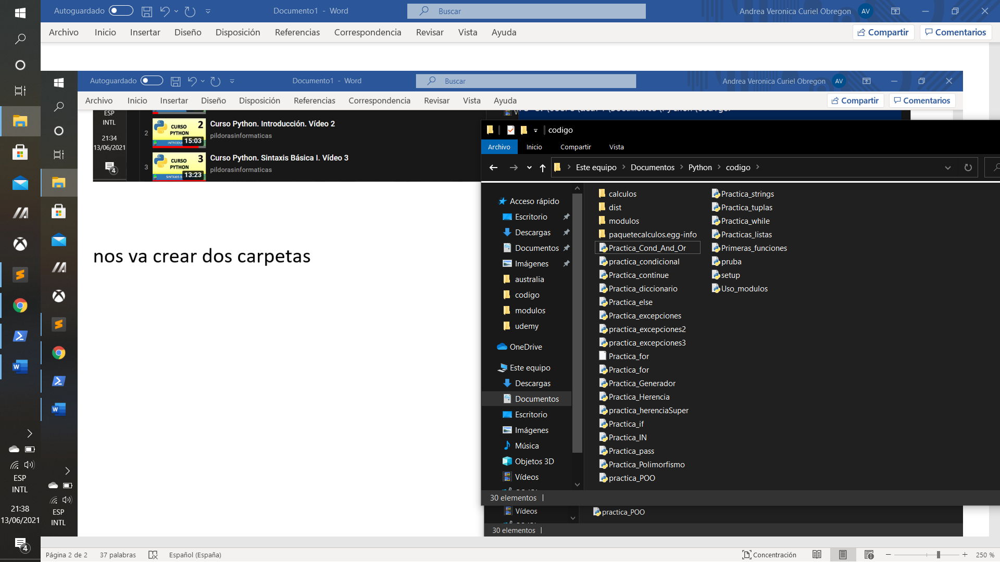 Autoguardado
Documento1 - Word
Buscar
Andrea Veronica Curiel Obregon
AV
Archivo Inicio Insertar Diseño Disposición Referencias Correspondencia Revisar Vista Ayuda
Compartir
Comentarios
Autoguardado
Documento1 - Word
Buscar
Andrea Veronica Curiel Obregon
AV
Archivo Inicio Insertar Diseño Disposición Referencias Correspondencia Revisar Vista Ayuda
Compartir
Comentarios
ESP
INTL
21:34
13/06/2021
4
2
CURSO
PYTHON
2
15:03
Curso Python. Introducción. Vídeo 2
pildorasinformaticas
3
CURSO
PYTHON
3
13:23
Curso Python. Sintaxis Básica I. Vídeo 3
pildorasinformaticas
nos va crear dos carpetas
codigo
Archivo Inicio Compartir Vista
Este equipo
Documentos
Python
codigo
Acceso rápido
Escritorio
Descargas
Documentos
Imágenes
australia
codigo
modulos
udemy
OneDrive
Este equipo
Descargas
Documentos
Escritorio
Imágenes
Música
Objetos 3D
Vídeos
calculos
dist
modulos
paquetecalculos.egg-info
Practica_Cond_And_Or
practica_condicional
Practica_continue
Practica_diccionario
Practica_else
Practica_excepciones
practica_excepciones2
practica_excepciones3
Practica_for
Practica_for
Practica_Generador
Practica_Herencia
practica_herenciaSuper
Practica_if
Practica_IN
Practica_pass
Practica_Polimorfismo
practica_POO
Practica_strings
Practica_tuplas
Practica_while
Practicas_listas
Primeras_funciones
pruba
setup
Uso_modulos
30 elementos
Vídeos
practica_POO
30 elementos
ESP
INTL
21:38
13/06/2021
4
ESP
INTL
Página 2 de 2
37 palabras
Español (España)
Concentración
250 %